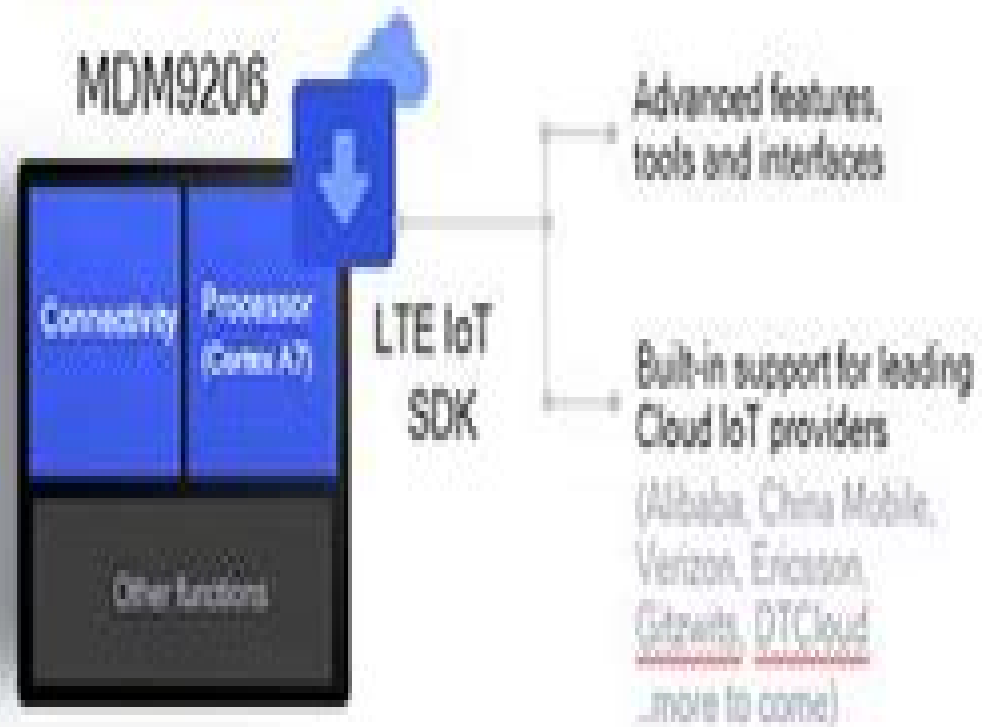 MDM9206
Connectivity
Processor
(Cortex A7)
Other functions
LTE IoT
SDK
Advanced features,
tools and interfaces
Built-in support for leading
Cloud IoT providers
(Alibaba, China Mobile,
Verizon, Ericsson,
DTCloud
...more to come)